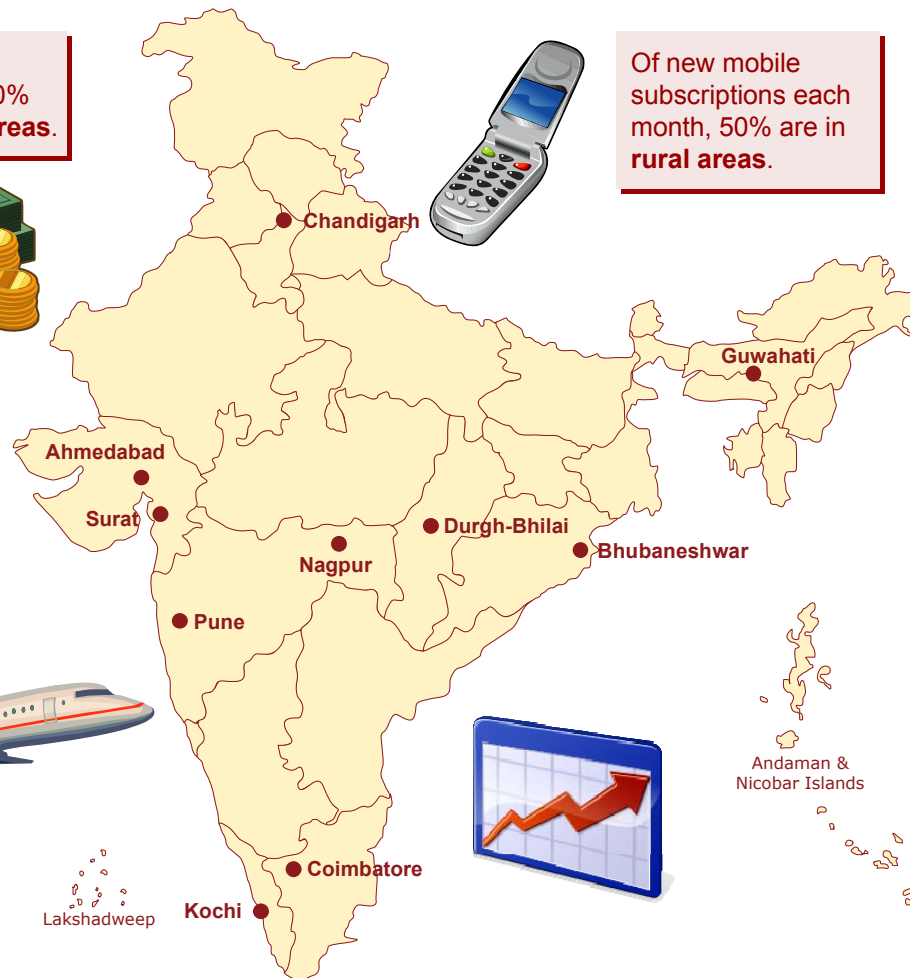 0%
reas.
Of new mobile
subscriptions each
month, 50% are in
rural areas.
Chandigarh
Guwahati
Ahmedabad
Surat
Durgh-Bhilai
Nagpur
Bhubaneshwar
Pune
Andaman &
Nicobar Islands
Coimbatore
Kochi
Lakshadweep